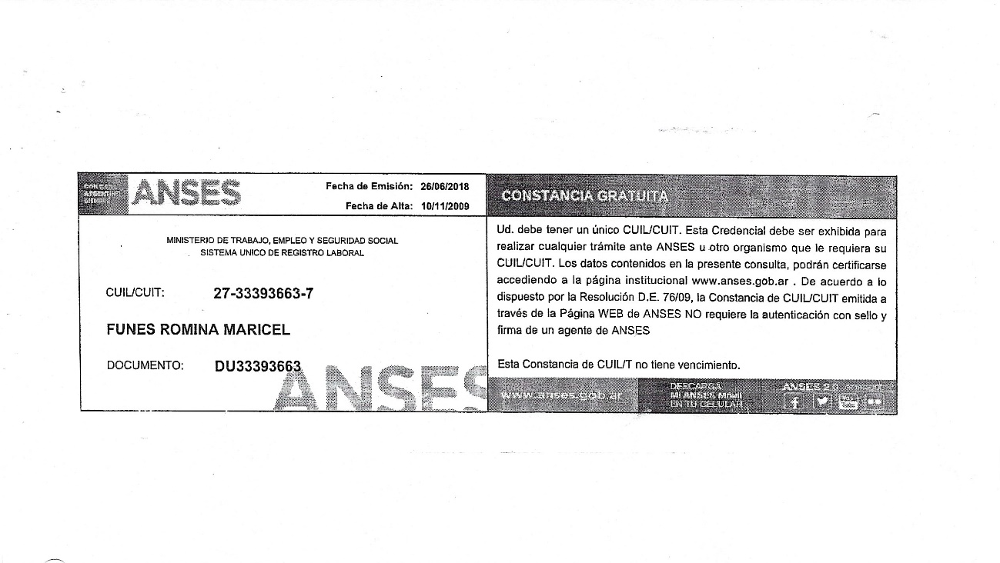 ANSES
Fecha de Emisión: 26/06/2018
Fecha de Alta: 10/11/2009
MINISTERIO DE TRABAJO, EMPLEO Y SEGURIDAD SOCIAL
SISTEMA UNICO DE REGISTRO LABORAL
CUIL/CUIT: 27-33393663-7
FUNES ROMINA MARICEL
DOCUMENTO: DU33393663
ANSES
CONSTANCIA GRATUITA
Ud. debe tener un único CUIL/CUIT. Esta Credencial debe ser exhibida para
realizar cualquier trámite ante ANSES u otro organismo que le requiera su
CUIL/CUIT. Los datos contenidos en la presente consulta, podrán certificarse
accediendo a la página institucional www.anses.gob.ar . De acuerdo a lo
dispuesto por la Resolución D.E. 76/09, la Constancia de CUIL/CUIT emitida a
través de la Página WEB de ANSES NO requiere la autenticación con sello y
firma de un agente de ANSES
Esta Constancia de CUIL/T no tiene vencimiento.
www.anses.gob.ar
DESCARGA
MI ANSES Móvil
EN TU CELULAR
ANSES 2.0